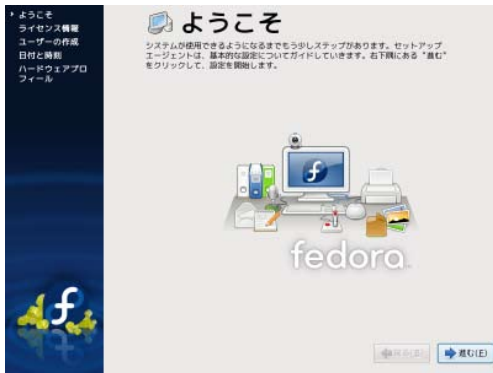 ようこそ
ライセンス情報
ユーザーの作成
日付と時刻
ハードウェアプロ
フィール
ようこそ
システムが使用できるようになるまでもう少しステップがあります。セットアップ
エージェントは、基本的な設定についてガイドしていきます。右下隅にある "進む"
をクリックして、設定を開始します。
fedora
戻る(B)
進む(F)